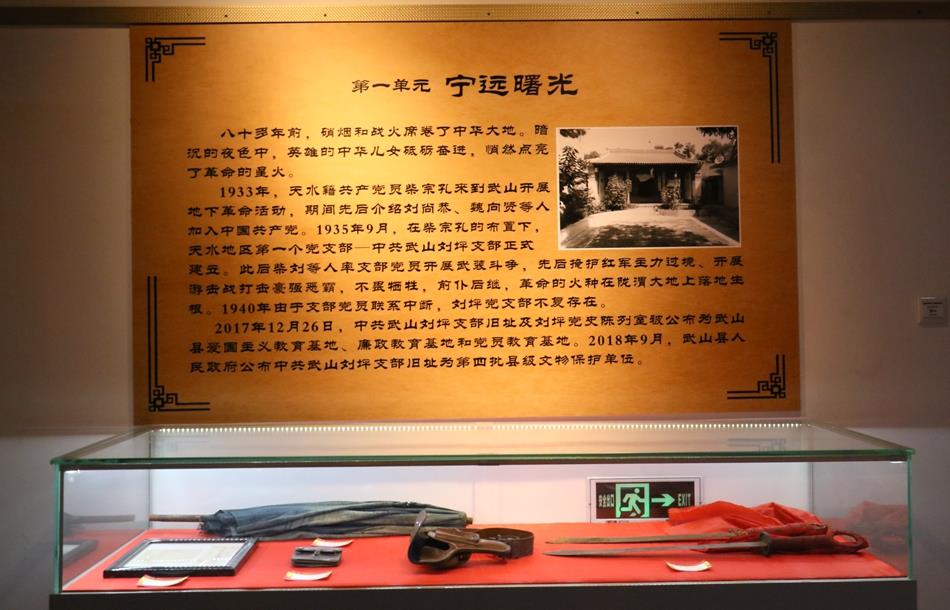 第一单元 宁远曙光
八十多年前，硝烟和战火席卷了中华大地。暗
沉的夜色中，英雄的中华儿女砥砺奋进，悄然点亮
了革命的星火。
1933年，天水籍共产党员柴宗孔来到武山开展
地下革命活动，期间先后介绍刘尚恭、魏向贤等人
加入中国共产党。1935年9月，在柴宗孔的布置下，
天水地区第一个党支部—中共武山刘坪支部正式
建立。此后柴刘等人率支部党员开展武装斗争，先后掩护红军主力过境、开展
游击战打击豪强恶霸，不畏牺牲，前仆后继，革命的火种在陇渭大地上落地生
根。1940年由于支部党员联系中断，刘坪党支部不复存在。
2017年12月26日，中共武山刘坪支部旧址及刘坪党史陈列室被公布为武山
县爱国主义教育基地、廉政教育基地和党员教育基地。2018年9月，武山县人
民政府公布中共武山刘坪支部旧址为第四批县级文物保护单位。
安全出口 EXIT